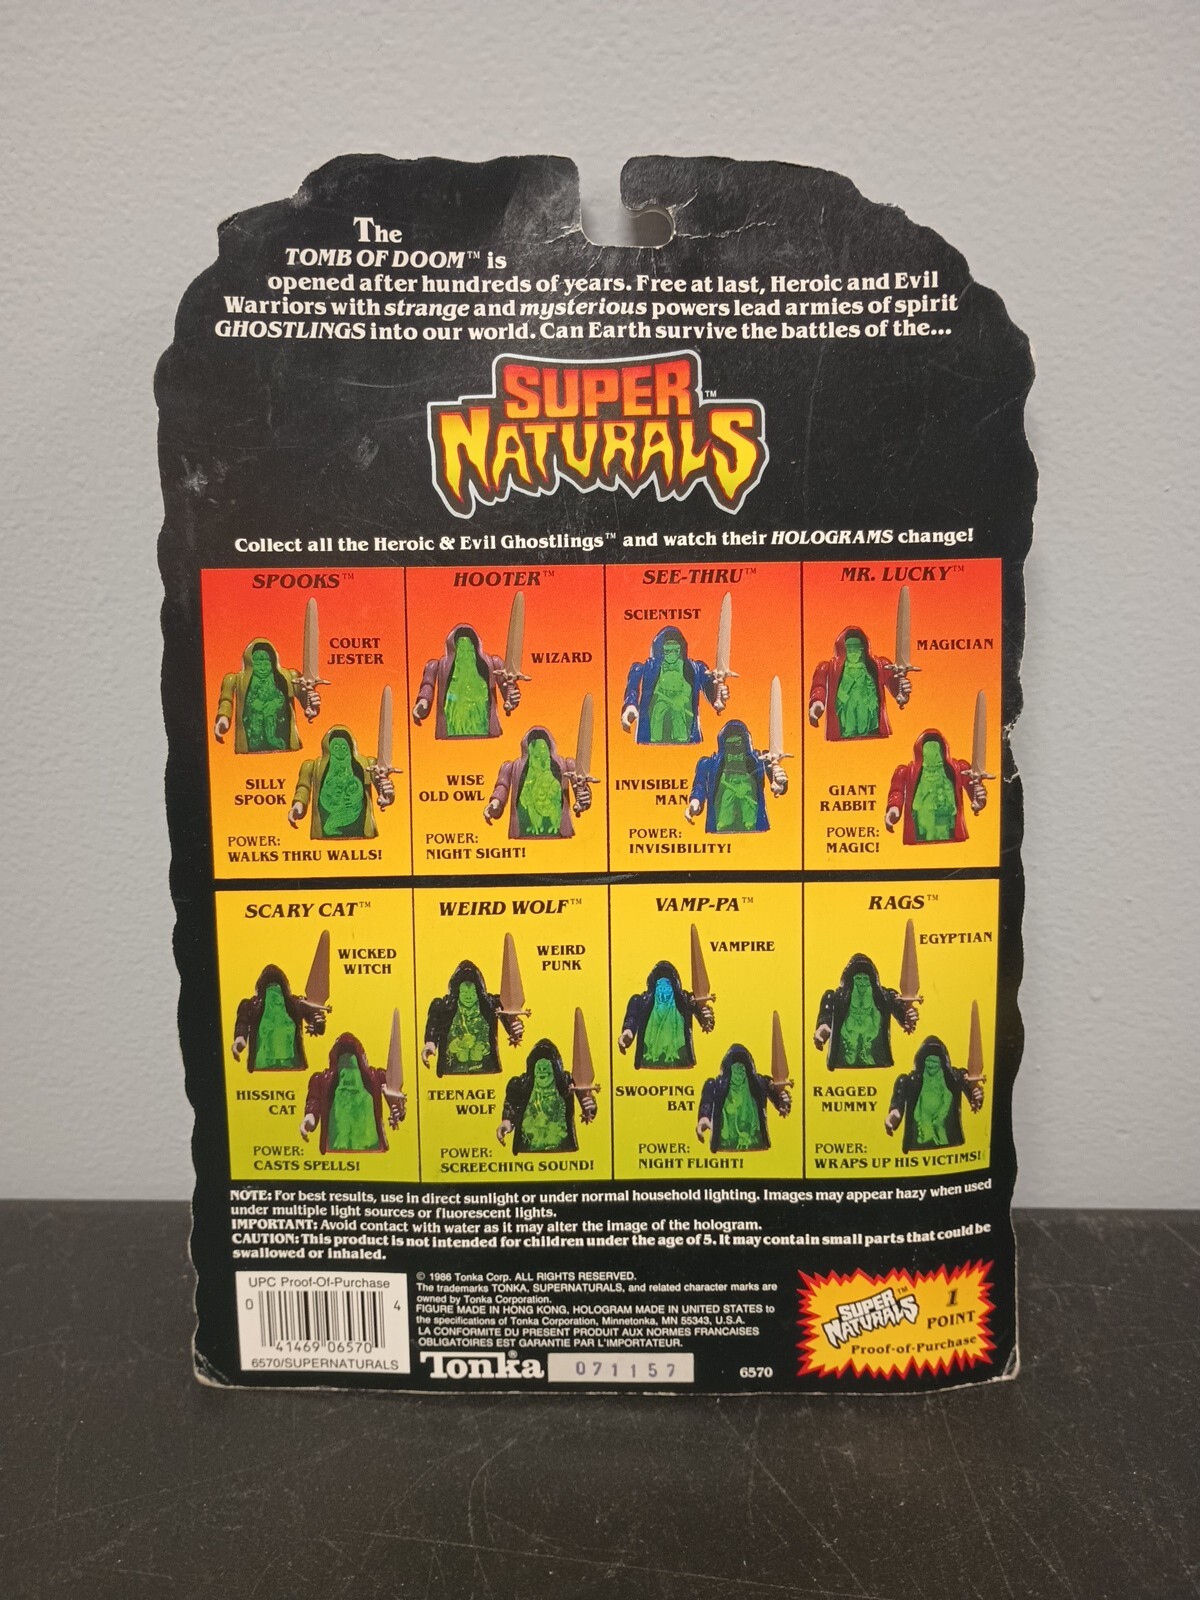 The
TOMB OF DOOM™ is
opened after hundreds of years. Free at last, Heroic and Evil
Warriors with strange and mysterious powers lead armies of spirit
GHOSTLINGS into our world. Can Earth survive the battles of the...
SUPER
NATURALS™
Collect all the Heroic & Evil Ghostlings™ and watch their HOLOGRAMS change!
SPOOKS™
COURT
JESTER
SILLY
SPOOK
POWER:
WALKS THRU WALLS!
HOOTER™
WIZARD
WISE
OLD OWL
POWER:
NIGHT SIGHT!
SEE-THRU™
SCIENTIST
INVISIBLE
MAN
POWER:
INVISIBILITY!
MR. LUCKY™
MAGICIAN
GIANT
RABBIT
POWER:
MAGIC!
SCARY CAT™
WICKED
WITCH
HISSING
CAT
POWER:
CASTS SPELLS!
WEIRD WOLF™
WEIRD
PUNK
TEENAGE
WOLF
POWER:
SCREECHING SOUND!
VAMP-PA™
VAMPIRE
SWOOPING
BAT
POWER:
NIGHT FLIGHT!
RAGS™
EGYPTIAN
RAGGED
MUMMY
POWER:
WRAPS UP HIS VICTIMS!
NOTE: For best results, use in direct sunlight or under normal household lighting. Images may appear hazy when used
under multiple light sources or fluorescent lights.
IMPORTANT: Avoid contact with water as it may alter the image of the hologram.
CAUTION: This product is not intended for children under the age of 5. It may contain small parts that could be
swallowed or inhaled.
UPC Proof-Of-Purchase
0 41469 06570 4
6570/SUPERNATURALS
© 1986 Tonka Corp. ALL RIGHTS RESERVED.
The trademarks TONKA, SUPERNATURALS, and related character marks are
owned by Tonka Corporation.
FIGURE MADE IN HONG KONG, HOLOGRAM MADE IN UNITED STATES to
the specifications of Tonka Corporation, Minnetonka, MN 55343, U.S.A.
LA CONFORMITE DU PRESENT PRODUIT AUX NORMES FRANCAISES
OBLIGATOIRES EST GARANTIE PAR L'IMPORTATEUR.
Tonka®
071157
6570
SUPER
NATURALS™
1
POINT
Proof-of-Purchase